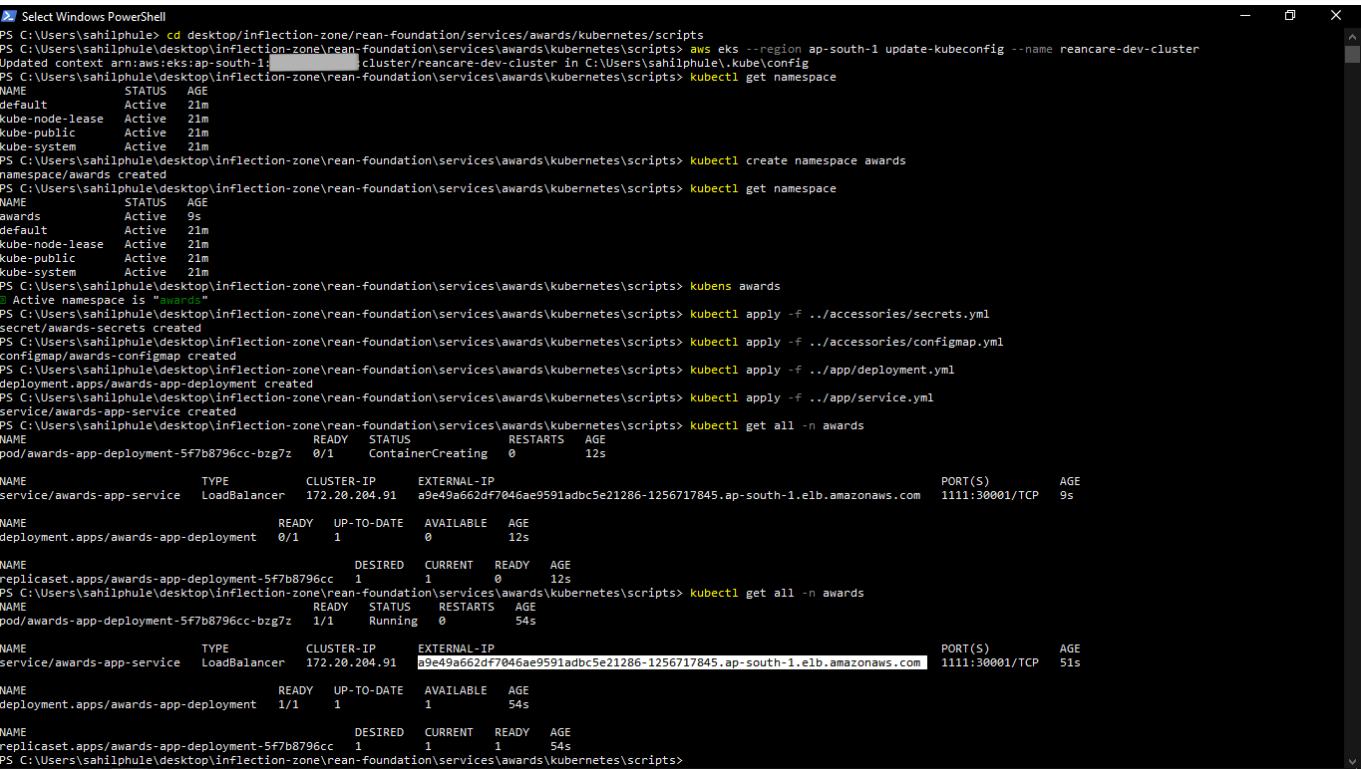 Select Windows PowerShell
PS C:\Users\sahilphule> cd desktop/inflection-zone/rean-foundation/services/awards/kubernetes/scripts
PS C:\Users\sahilphule\desktop\inflection-zone\rean-foundation\services\awards\kubernetes\scripts> aws eks --region ap-south-1 update-kubeconfig --name reancare-dev-cluster
Updated context arn:aws:eks:ap-south-1: :cluster/reancare-dev-cluster in C:\Users\sahilphule\.kube\config
PS C:\Users\sahilphule\desktop\inflection-zone\rean-foundation\services\awards\kubernetes\scripts> kubectl get namespace
NAME STATUS AGE
default Active 21m
kube-node-lease Active 21m
kube-public Active 21m
kube-system Active 21m
PS C:\Users\sahilphule\desktop\inflection-zone\rean-foundation\services\awards\kubernetes\scripts> kubectl create namespace awards
namespace/awards created
PS C:\Users\sahilphule\desktop\inflection-zone\rean-foundation\services\awards\kubernetes\scripts> kubectl get namespace
NAME STATUS AGE
awards Active 9s
default Active 21m
kube-node-lease Active 21m
kube-public Active 21m
kube-system Active 21m
PS C:\Users\sahilphule\desktop\inflection-zone\rean-foundation\services\awards\kubernetes\scripts> kubens awards
Active namespace is "awards"
PS C:\Users\sahilphule\desktop\inflection-zone\rean-foundation\services\awards\kubernetes\scripts> kubectl apply -f ../accessories/secrets.yml
secret/awards-secrets created
PS C:\Users\sahilphule\desktop\inflection-zone\rean-foundation\services\awards\kubernetes\scripts> kubectl apply -f ../accessories/configmap.yml
configmap/awards-configmap created
PS C:\Users\sahilphule\desktop\inflection-zone\rean-foundation\services\awards\kubernetes\scripts> kubectl apply -f ../app/deployment.yml
deployment.apps/awards-app-deployment created
PS C:\Users\sahilphule\desktop\inflection-zone\rean-foundation\services\awards\kubernetes\scripts> kubectl apply -f ../app/service.yml
service/awards-app-service created
PS C:\Users\sahilphule\desktop\inflection-zone\rean-foundation\services\awards\kubernetes\scripts> kubectl get all -n awards
NAME READY STATUS RESTARTS AGE
pod/awards-app-deployment-5f7b8796cc-bzg7z 0/1 ContainerCreating 0 12s
NAME TYPE CLUSTER-IP EXTERNAL-IP PORT(S) AGE
service/awards-app-service LoadBalancer 172.20.204.91 a9e49a662df7046ae9591adbc5e21286-1256717845.ap-south-1.elb.amazonaws.com 1111:30001/TCP 9s
NAME READY UP-TO-DATE AVAILABLE AGE
deployment.apps/awards-app-deployment 0/1 1 0 12s
NAME DESIRED CURRENT READY AGE
replicaset.apps/awards-app-deployment-5f7b8796cc 1 1 0 12s
PS C:\Users\sahilphule\desktop\inflection-zone\rean-foundation\services\awards\kubernetes\scripts> kubectl get all -n awards
NAME READY STATUS RESTARTS AGE
pod/awards-app-deployment-5f7b8796cc-bzg7z 1/1 Running 0 54s
NAME TYPE CLUSTER-IP EXTERNAL-IP PORT(S) AGE
service/awards-app-service LoadBalancer 172.20.204.91 a9e49a662df7046ae9591adbc5e21286-1256717845.ap-south-1.elb.amazonaws.com 1111:30001/TCP 51s
NAME READY UP-TO-DATE AVAILABLE AGE
deployment.apps/awards-app-deployment 1/1 1 1 54s
NAME DESIRED CURRENT READY AGE
replicaset.apps/awards-app-deployment-5f7b8796cc 1 1 1 54s
PS C:\Users\sahilphule\desktop\inflection-zone\rean-foundation\services\awards\kubernetes\scripts>